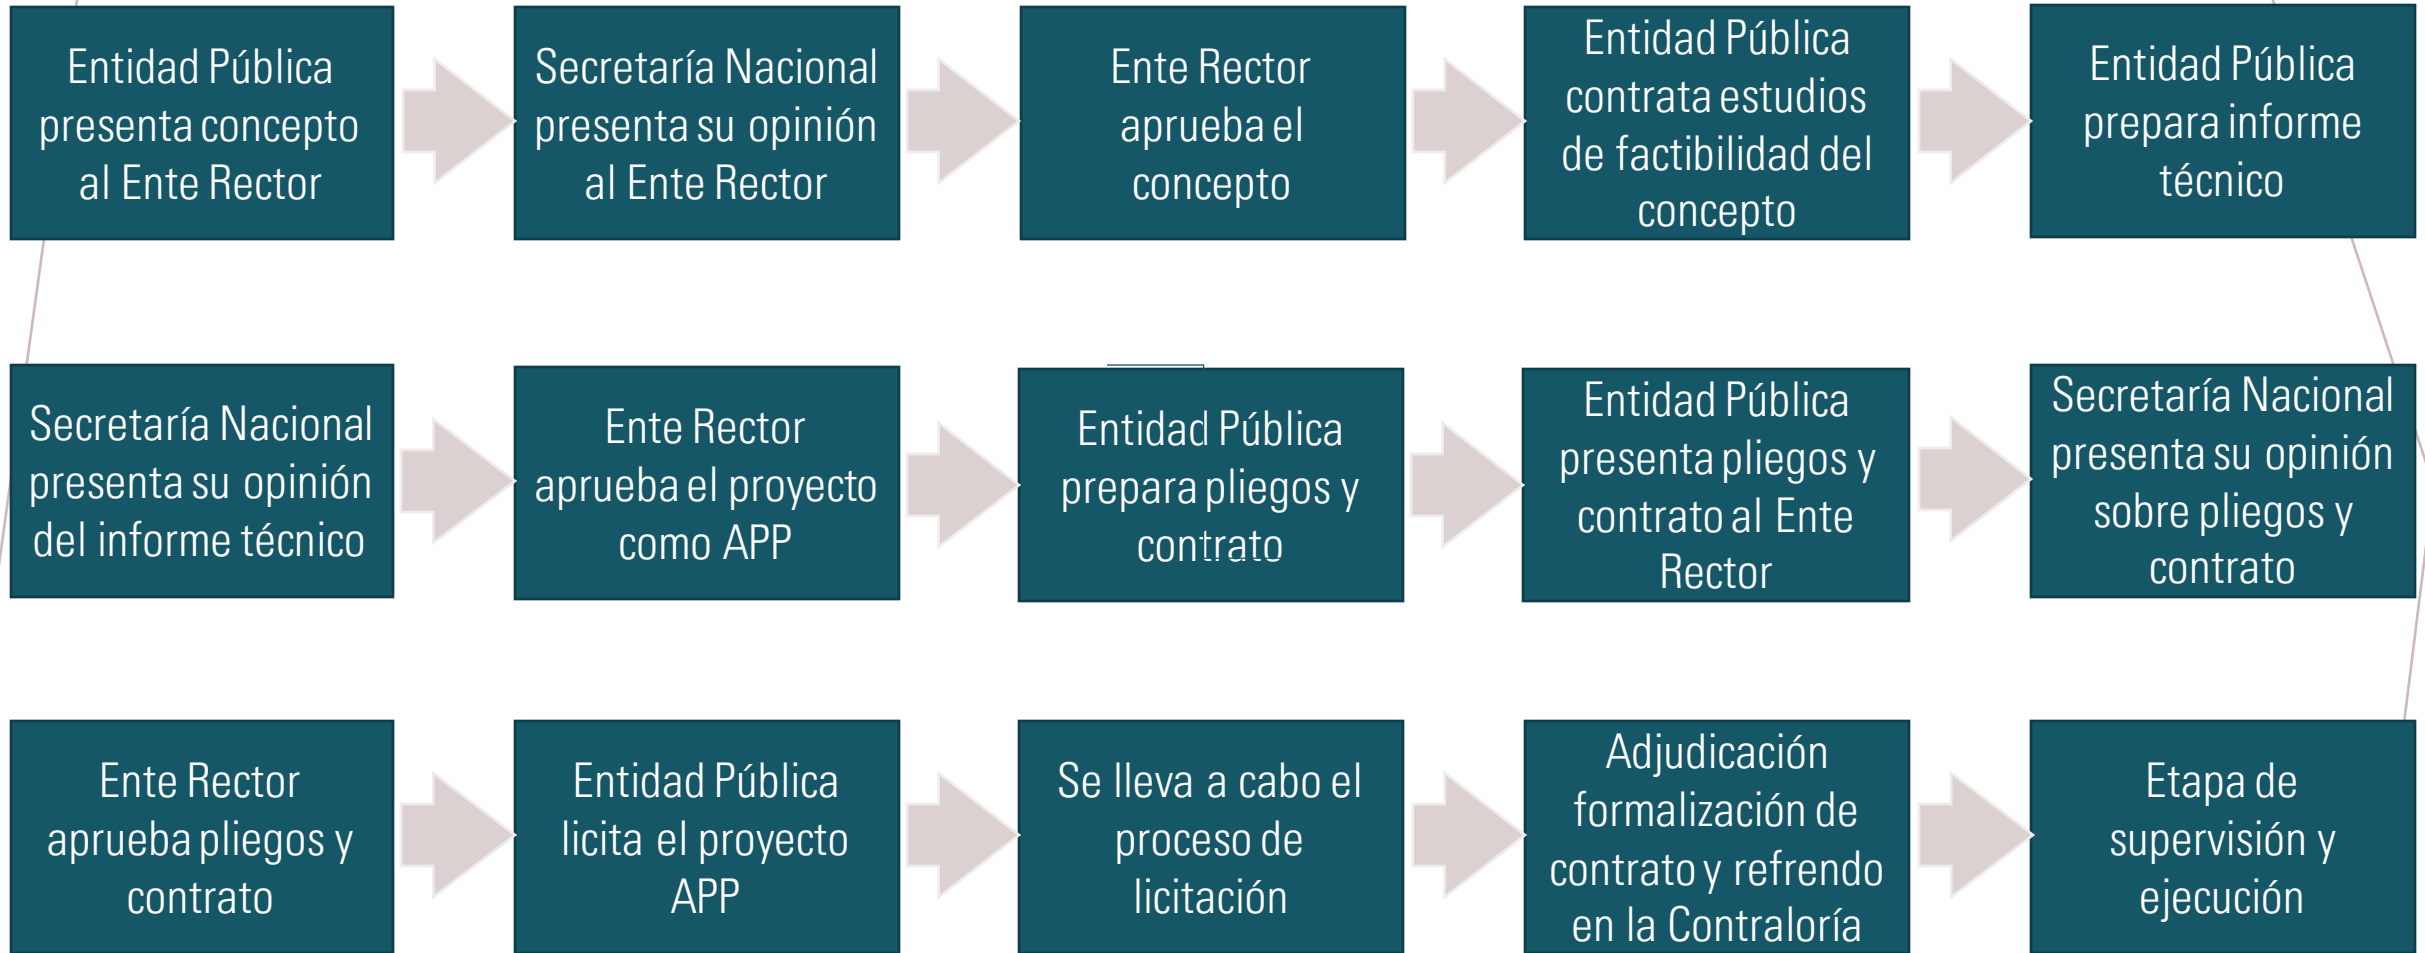 Entidad Pública
presenta concepto
al Ente Rector
Secretaría Nacional
presenta su opinión
al Ente Rector
Ente Rector
aprueba el
concepto
Entidad Pública
contrata estudios
de factibilidad del
concepto
Entidad Pública
prepara informe
técnico
Secretaría Nacional
presenta su opinión
del informe técnico
Ente Rector
aprueba el proyecto
como APP
Entidad Pública
prepara pliegos y
contrato
Entidad Pública
presenta pliegos y
contrato al Ente
Rector
Secretaría Nacional
presenta su opinión
sobre pliegos y
contrato
Ente Rector
aprueba pliegos y
contrato
Entidad Pública
licita el proyecto
APP
Se lleva a cabo el
proceso de
licitación
Adjudicación
formalización de
contrato y refrendo
en la Contraloría
Etapa de
supervisión y
ejecución